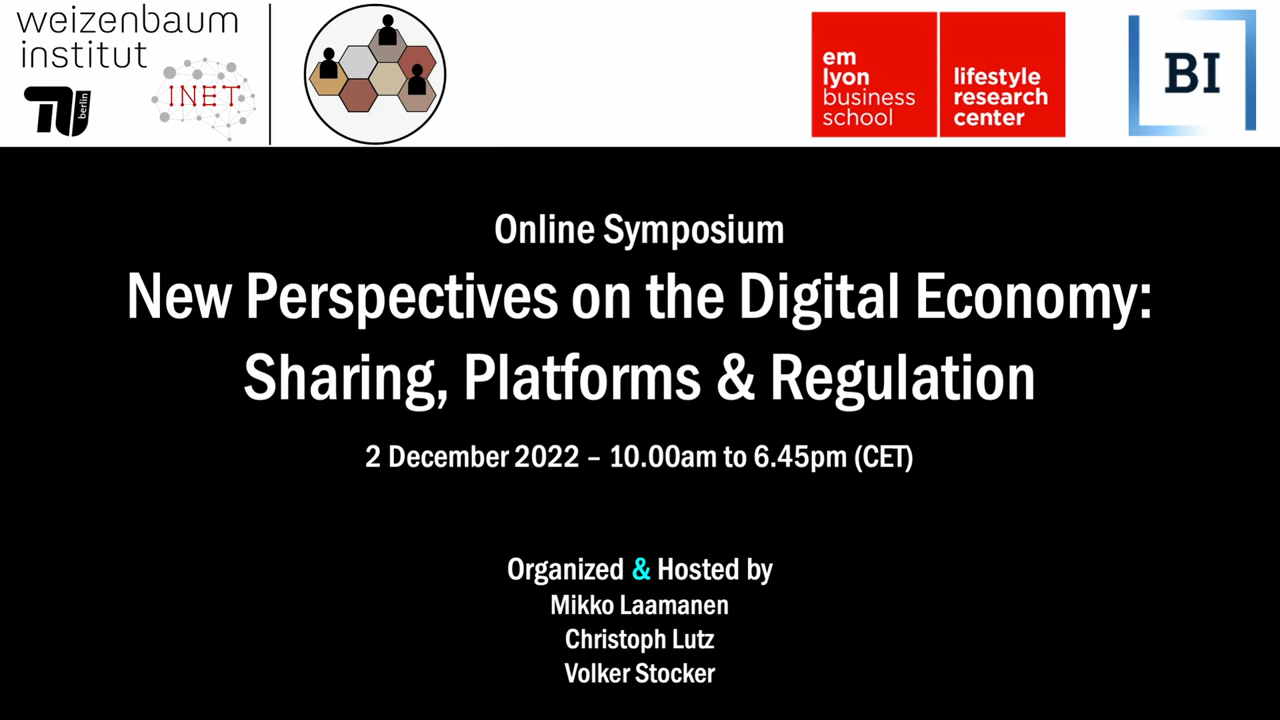 weizenbaum
institut
berlin
INET
em
lyon
business
school
lifestyle
research
center
BI
Online Symposium
New Perspectives on the Digital Economy:
Sharing, Platforms & Regulation
2 December 2022 – 10.00am to 6.45pm (CET)
Organized & Hosted by
Mikko Laamanen
Christoph Lutz
Volker Stocker